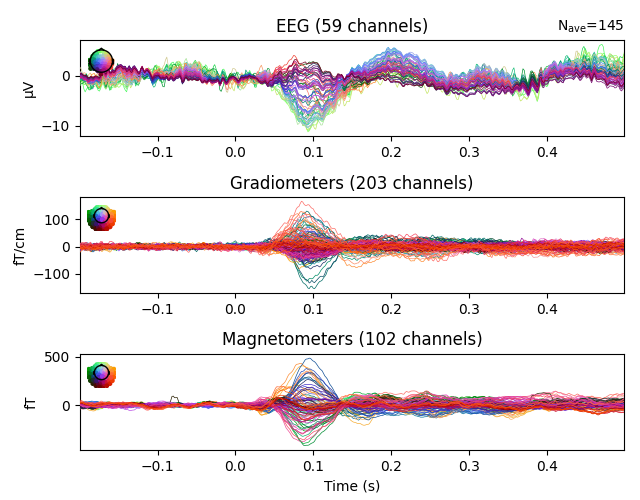 EEG (59 channels)
Nave=145
0
−10
µV
−0.1 0.0 0.1 0.2 0.3 0.4
Gradiometers (203 channels)
100
0
−100
fT/cm
−0.1 0.0 0.1 0.2 0.3 0.4
Magnetometers (102 channels)
500
0
fT
−0.1 0.0 0.1 0.2 0.3 0.4
Time (s)